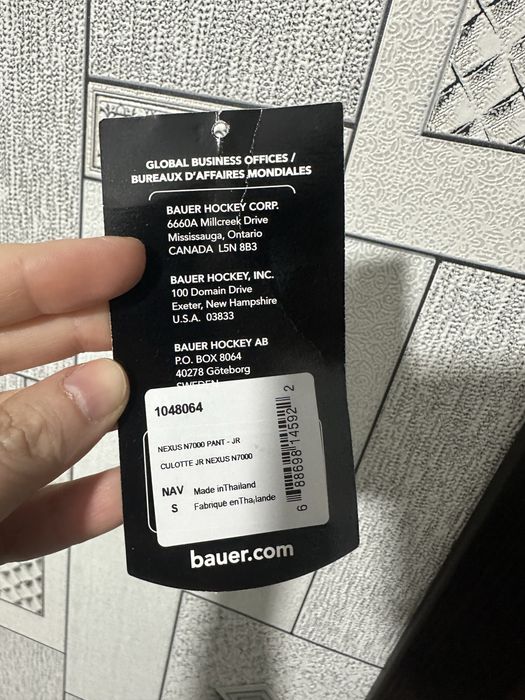 GLOBAL BUSINESS OFFICES /
BUREAUX D'AFFAIRES MONDIALES
BAUER HOCKEY CORP.
6660A Millcreek Drive
Mississauga, Ontario
CANADA L5N 8B3
BAUER HOCKEY, INC.
100 Domain Drive
Exeter, New Hampshire
U.S.A. 03833
BAUER HOCKEY AB
P.O. BOX 8064
40278 Göteborg
SWEDEN
1048064
NEXUS N7000 PANT - JR
CULOTTE JR NEXUS N7000
NAV Made inThailand
S Fabriqué enThaïlande
6 88698 14592 2
bauer.com